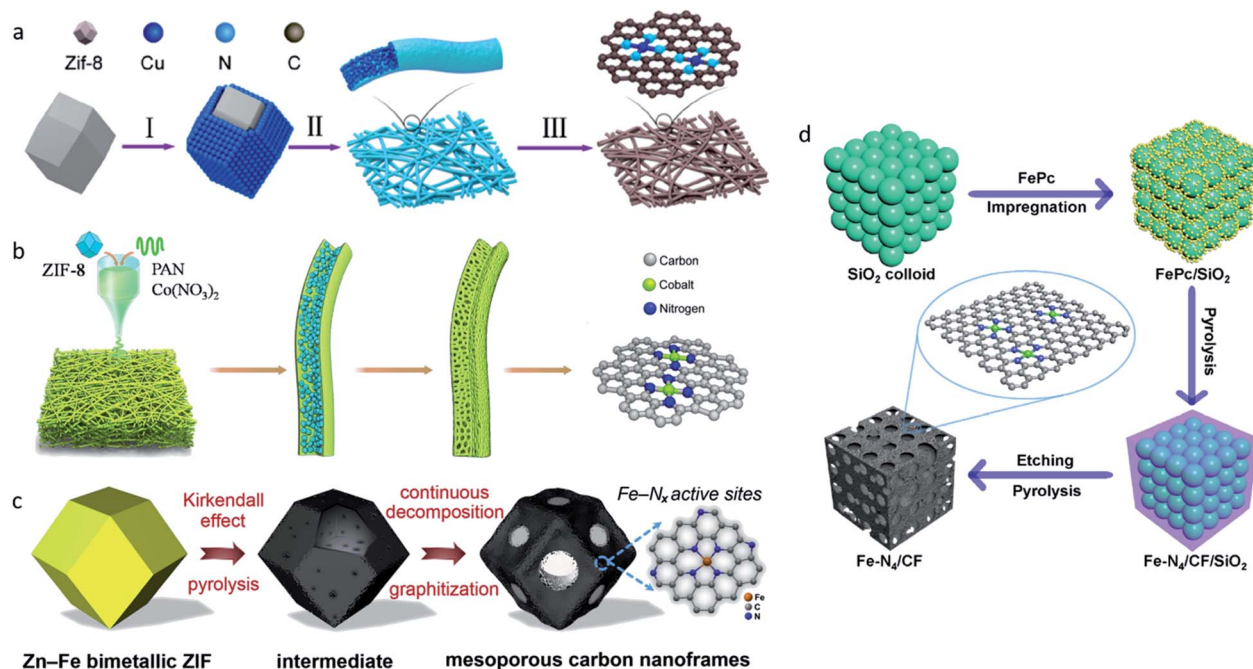 a
Zif-8
Cu
N
C
I
II
III
b
ZIF-8
PAN
Co(NO₃)₂
Carbon
Cobalt
Nitrogen
c
Kirkendall
effect
pyrolysis
continuous
decomposition
graphitization
Fe–Nₓ active sites
Fe
C
N
Zn–Fe bimetallic ZIF
intermediate
mesoporous carbon nanoframes
d
FePc
Impregnation
SiO₂ colloid
FePc/SiO₂
Pyrolysis
Etching
Pyrolysis
Fe-N₄/CF
Fe-N₄/CF/SiO₂